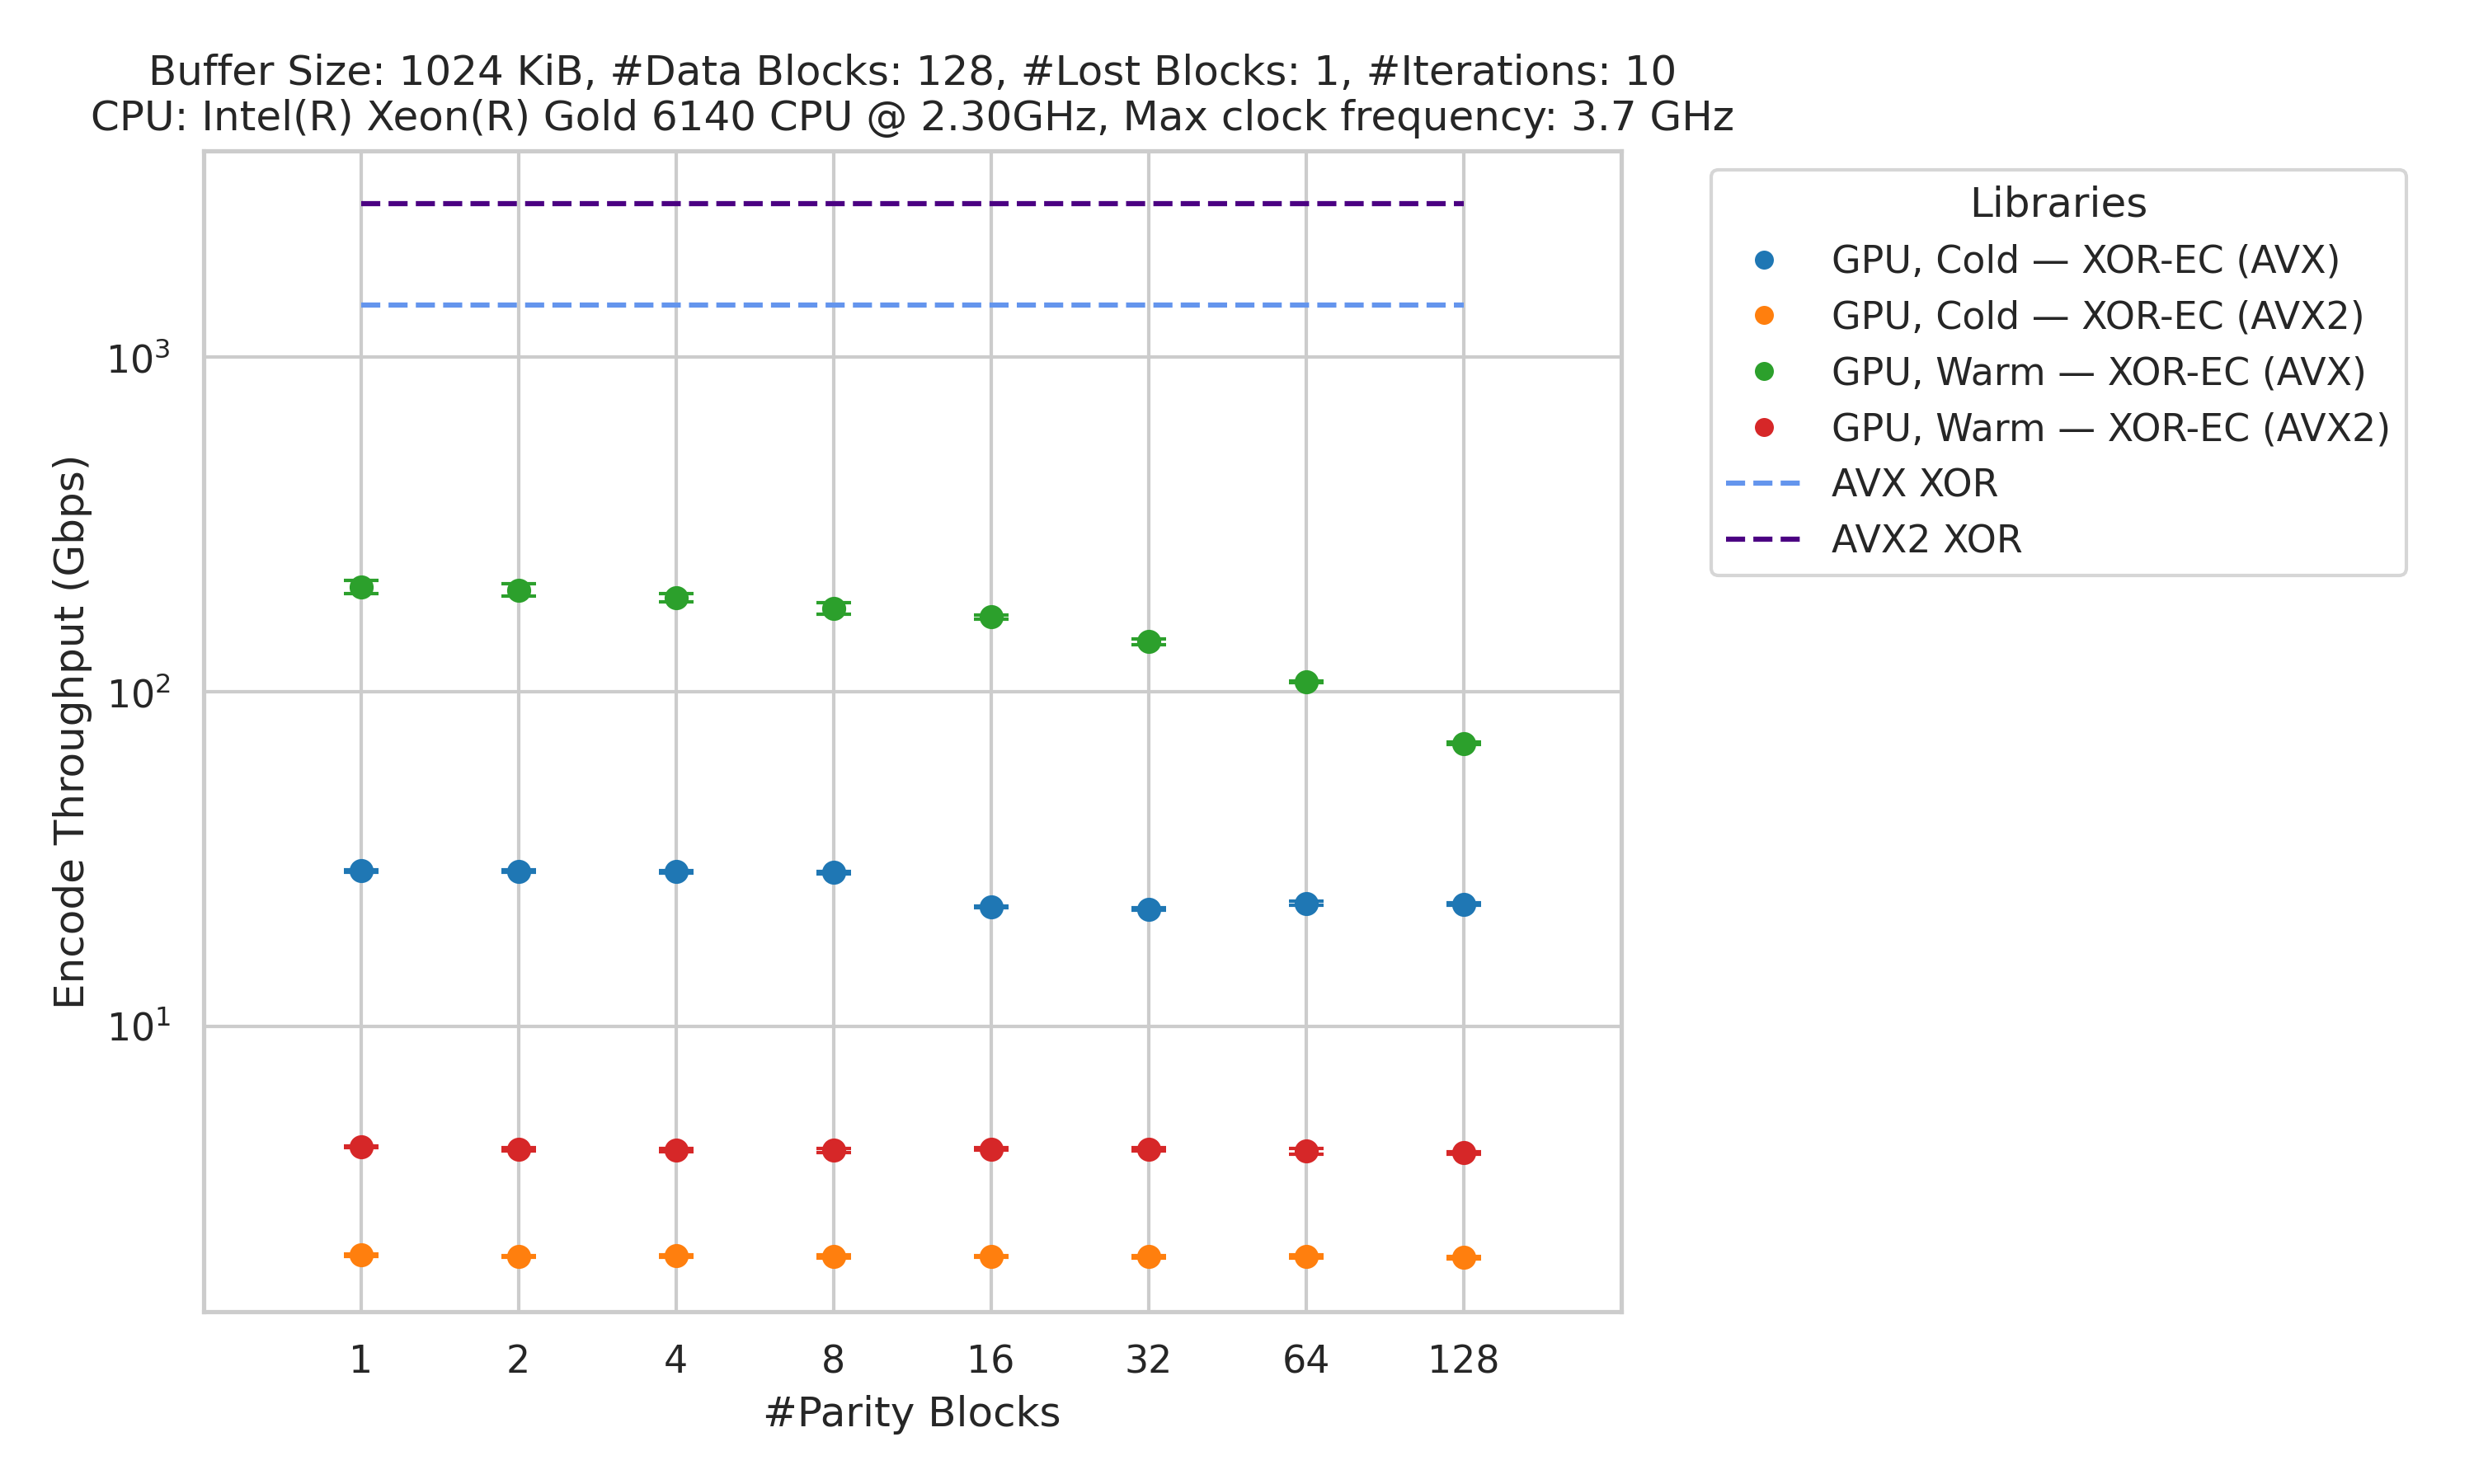 Buffer Size: 1024 KiB, #Data Blocks: 128, #Lost Blocks: 1, #Iterations: 10
CPU: Intel(R) Xeon(R) Gold 6140 CPU @ 2.30GHz, Max clock frequency: 3.7 GHz
Encode Throughput (Gbps)
10³
10²
10¹
1 2 4 8 16 32 64 128
#Parity Blocks
Libraries
GPU, Cold — XOR-EC (AVX)
GPU, Cold — XOR-EC (AVX2)
GPU, Warm — XOR-EC (AVX)
GPU, Warm — XOR-EC (AVX2)
AVX XOR
AVX2 XOR